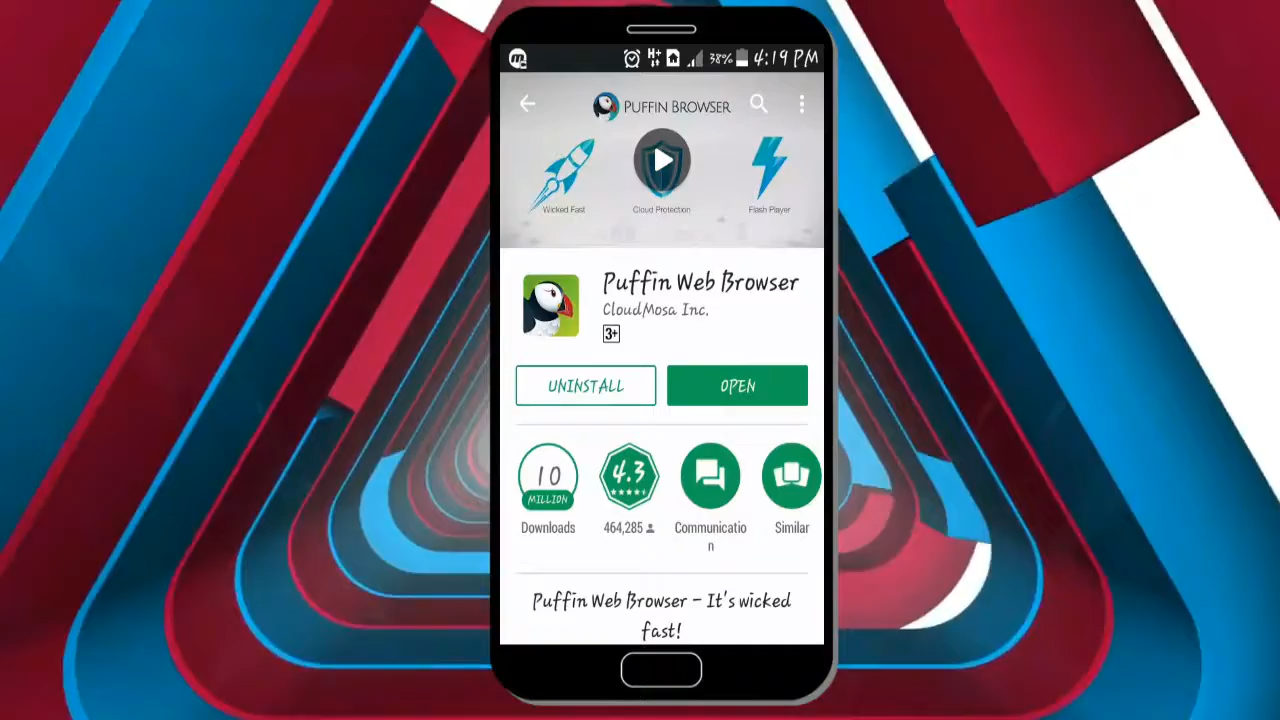 H+ 38% 4:19 PM
PUFFIN BROWSER
Wicked Fast Cloud Protection Flash Player
Puffin Web Browser
CloudMosa Inc.
3+
UNINSTALL OPEN
10 4.3
MILLION
Downloads 464,285 Communicatio Similar
n
Puffin Web Browser – It's wicked
fast!